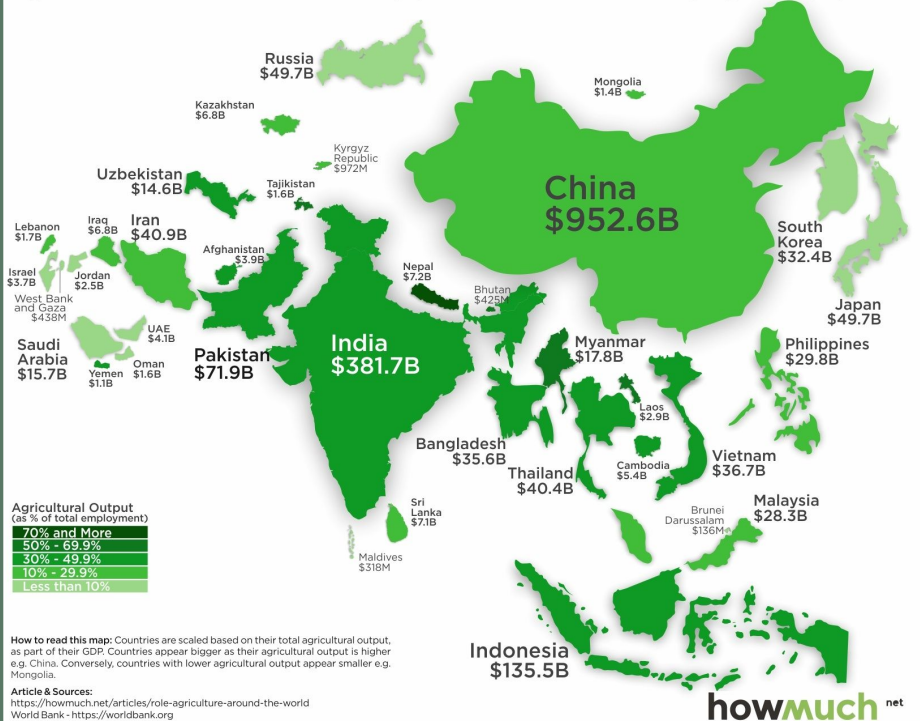 Russia
$49.7B
Mongolia
$1.4B
Kazakhstan
$6.8B
Kyrgyz
Republic
$972M
Uzbekistan
$14.6B
Tajikistan
$1.6B
China
$952.6B
Lebanon
$1.7B
Iraq
$6.8B
Iran
$40.9B
Afghanistan
$3.9B
South
Korea
$32.4B
Israel
$3.7B
Jordan
$2.5B
West Bank
and Gaza
$438M
Nepal
$7.2B
Bhutan
$425M
Japan
$49.7B
Saudi
Arabia
$15.7B
UAE
$4.1B
Yemen
$1.1B
Oman
$1.6B
Pakistan
$71.9B
India
$381.7B
Myanmar
$17.8B
Philippines
$29.8B
Laos
$2.9B
Bangladesh
$35.6B
Thailand
$40.4B
Cambodia
$5.4B
Vietnam
$36.7B
Sri
Lanka
$7.1B
Maldives
$318M
Brunei
Darussalam
$136M
Malaysia
$28.3B
Indonesia
$135.5B
Agricultural Output
(as % of total employment)
70% and More
50% - 69.9%
30% - 49.9%
10% - 29.9%
Less than 10%
How to read this map: Countries are scaled based on their total agricultural output,
as part of their GDP. Countries appear bigger as their agricultural output is higher
e.g. China. Conversely, countries with lower agricultural output appear smaller e.g.
Mongolia.
Article & Sources:
https://howmuch.net/articles/role-agriculture-around-the-world
World Bank - https://worldbank.org
howmuch net